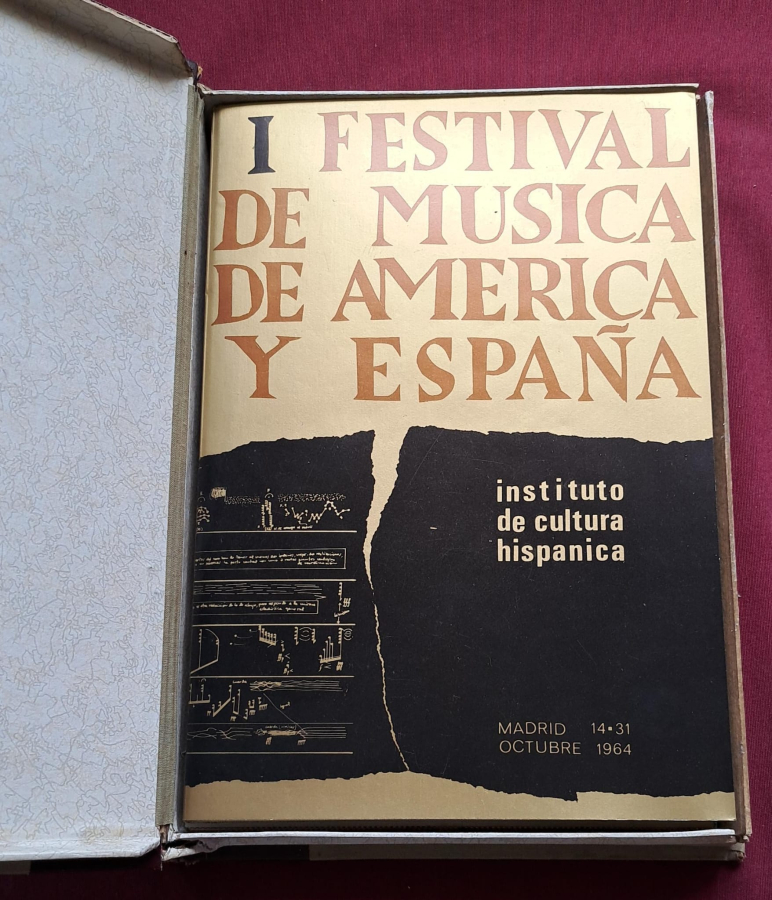 I FESTIVAL
DE MUSICA
DE AMERICA
Y ESPAÑA
instituto
de cultura
hispanica
MADRID 14•31
OCTUBRE 1964